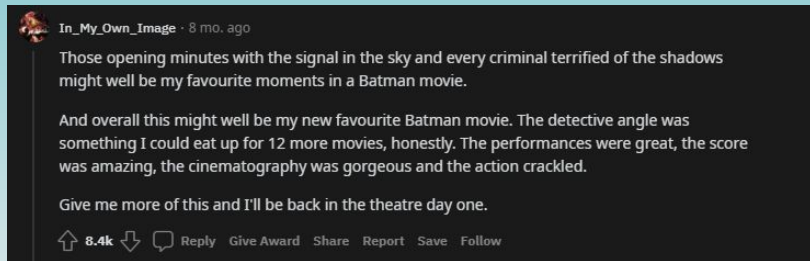 In_My_Own_Image · 8 mo. ago
Those opening minutes with the signal in the sky and every criminal terrified of the shadows
might well be my favourite moments in a Batman movie.
And overall this might well be my new favourite Batman movie. The detective angle was
something I could eat up for 12 more movies, honestly. The performances were great, the score
was amazing, the cinematography was gorgeous and the action crackled.
Give me more of this and I'll be back in the theatre day one.
8.4k Reply Give Award Share Report Save Follow